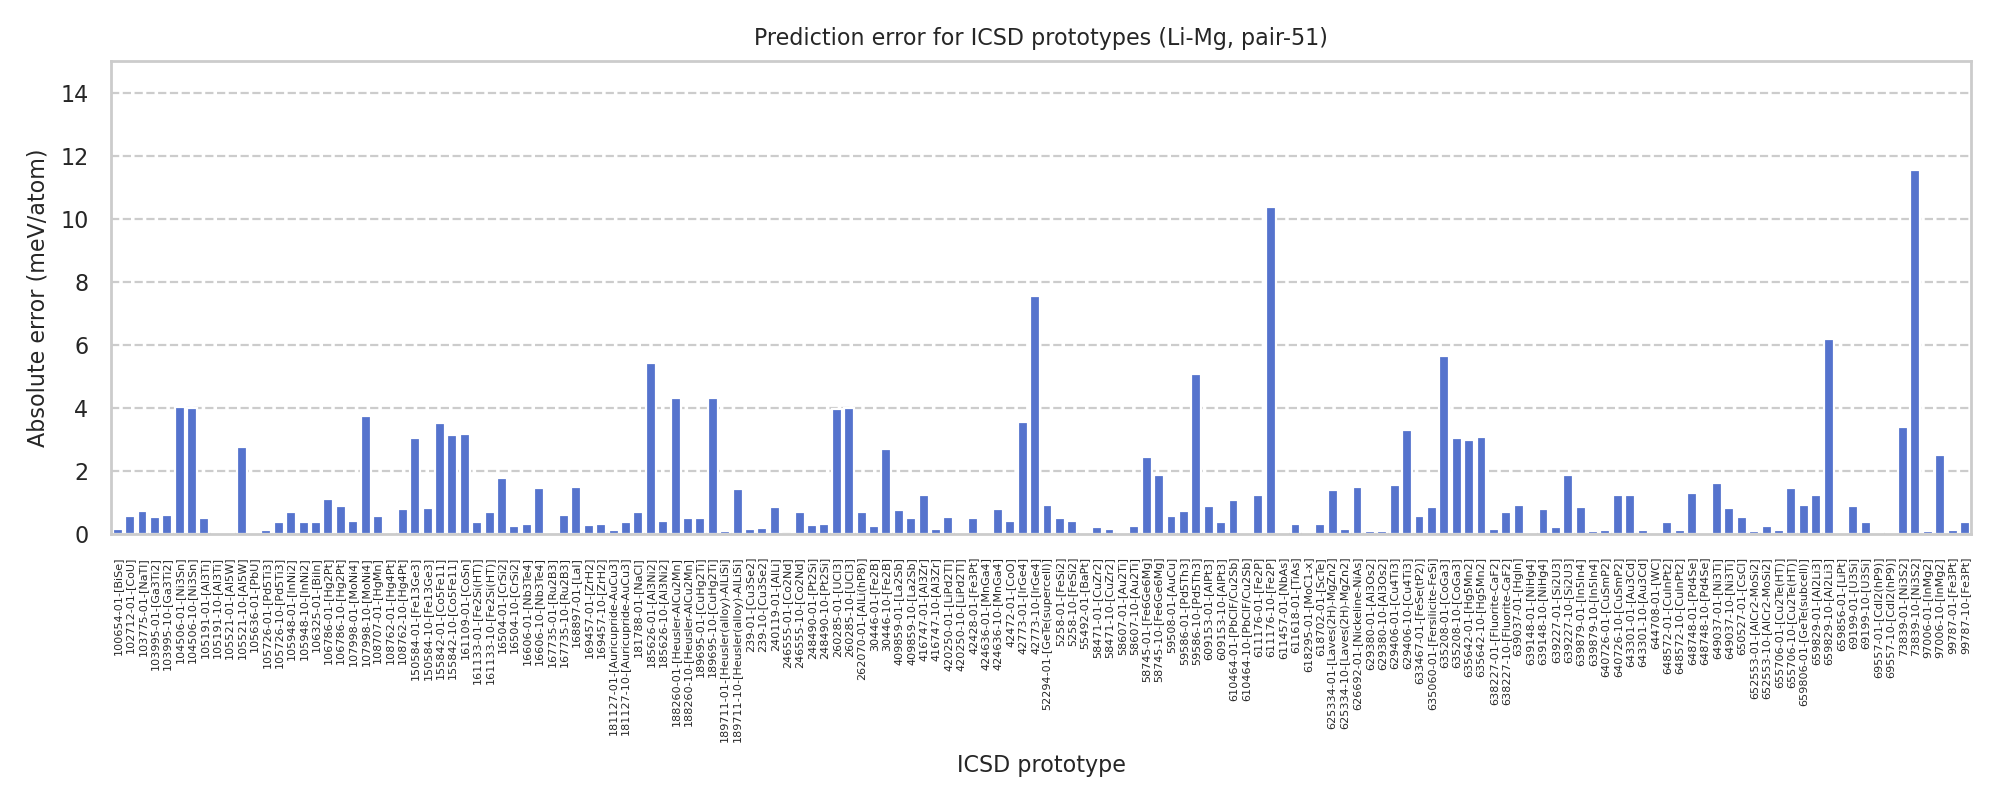 Prediction error for ICSD prototypes (Li-Mg, pair-51)
Absolute error (meV/atom)
14
12
10
8
6
4
2
0
100654-01-[BiSe]
102712-01-[CoU]
103775-01-[NaTl]
103995-01-[Ga3Ti2]
103995-10-[Ga3Ti2]
104506-01-[Ni3Sn]
104506-10-[Ni3Sn]
105191-01-[Al3Ti]
105191-10-[Al3Ti]
105521-01-[Al5W]
105521-10-[Al5W]
105636-01-[PbU]
105726-01-[Pd5Ti3]
105726-10-[Pd5Ti3]
105948-01-[InNi2]
105948-10-[InNi2]
106325-01-[BiIn]
106786-01-[Hg2Pt]
106786-10-[Hg2Pt]
107998-01-[MoNi4]
107998-10-[MoNi4]
108707-01-[HgMn]
108762-01-[Hg4Pt]
108762-10-[Hg4Pt]
150584-01-[Fe13Ge3]
150584-10-[Fe13Ge3]
155842-01-[Co5Fe11]
155842-10-[Co5Fe11]
161109-01-[CoSn]
161133-01-[Fe2Si(HT)]
161133-10-[Fe2Si(HT)]
16504-01-[CrSi2]
16504-10-[CrSi2]
16606-01-[Nb3Te4]
16606-10-[Nb3Te4]
167735-01-[Ru2B3]
167735-10-[Ru2B3]
168897-01-[LaI]
169457-01-[ZrH2]
169457-10-[ZrH2]
181127-01-[Auricupride-AuCu3]
181127-10-[Auricupride-AuCu3]
181788-01-[NaCl]
185626-01-[Al3Ni2]
185626-10-[Al3Ni2]
188260-01-[Heusler-AlCu2Mn]
188260-10-[Heusler-AlCu2Mn]
189695-01-[CuHg2Ti]
189695-10-[CuHg2Ti]
189711-01-[Heusler(alloy)-AlLiSi]
189711-10-[Heusler(alloy)-AlLiSi]
239-01-[Cu3Se2]
239-10-[Cu3Se2]
240119-01-[AlLi]
246555-01-[Co2Nd]
246555-10-[Co2Nd]
248490-01-[Pt2Si]
248490-10-[Pt2Si]
260285-01-[UCl3]
260285-10-[UCl3]
262070-01-[AlLi(hP8)]
30446-01-[Fe2B]
30446-10-[Fe2B]
409859-01-[La2Sb]
409859-10-[La2Sb]
416747-01-[Al3Zr]
416747-10-[Al3Zr]
420250-01-[LiPd2Tl]
420250-10-[LiPd2Tl]
42428-01-[Fe3Pt]
424636-01-[MnGa4]
424636-10-[MnGa4]
42472-01-[CoO]
42773-01-[IrGe4]
42773-10-[IrGe4]
52294-01-[GeTe(supercell)]
5258-01-[FeSi2]
5258-10-[FeSi2]
55492-01-[BaPt]
58471-01-[CuZr2]
58471-10-[CuZr2]
58607-01-[Au2Ti]
58607-10-[Au2Ti]
58745-01-[Fe6Ge6Mg]
58745-10-[Fe6Ge6Mg]
59508-01-[AuCu]
59586-01-[Pd5Th3]
59586-10-[Pd5Th3]
609153-01-[AlPt3]
609153-10-[AlPt3]
610464-01-[PbClF/Cu2Sb]
610464-10-[PbClF/Cu2Sb]
611176-01-[Fe2P]
611176-10-[Fe2P]
611457-01-[NbAs]
611618-01-[TiAs]
618295-01-[MoC1-x]
618702-01-[ScTe]
625334-01-[Laves(2H)-MgZn2]
625334-10-[Laves(2H)-MgZn2]
626692-01-[Nickeline-NiAs]
629380-01-[Al3Os2]
629380-10-[Al3Os2]
629406-01-[Cu4Ti3]
629406-10-[Cu4Ti3]
633467-01-[FeSe(tP2)]
635060-01-[Fersilicite-FeSi]
635208-01-[CoGa3]
635208-10-[CoGa3]
635642-01-[Hg5Mn2]
635642-10-[Hg5Mn2]
638227-01-[Fluorite-CaF2]
638227-10-[Fluorite-CaF2]
639037-01-[HgIn]
639148-01-[NiHg4]
639148-10-[NiHg4]
639227-01-[Si2U3]
639227-10-[Si2U3]
639879-01-[In5In4]
639879-10-[In5In4]
640726-01-[CuSmP2]
640726-10-[CuSmP2]
643301-01-[Au3Cd]
643301-10-[Au3Cd]
644708-01-[WC]
648572-01-[CuInPt2]
648572-10-[CuInPt2]
648748-01-[Pd4Se]
648748-10-[Pd4Se]
649037-01-[Ni3Ti]
649037-10-[Ni3Ti]
650527-01-[CsCl]
652553-01-[AlCr2-MoSi2]
652553-10-[AlCr2-MoSi2]
655706-01-[Cu2Te(HT)]
655706-10-[Cu2Te(HT)]
659806-01-[GeTe(subcell)]
659829-01-[Al2Li3]
659829-10-[Al2Li3]
659856-01-[LiPt]
69199-01-[U3Si]
69199-10-[U3Si]
69557-01-[CdI2(hP9)]
69557-10-[CdI2(hP9)]
73839-01-[Ni3S2]
73839-10-[Ni3S2]
97006-01-[InMg2]
97006-10-[InMg2]
99787-01-[Fe3Pt]
99787-10-[Fe3Pt]
ICSD prototype